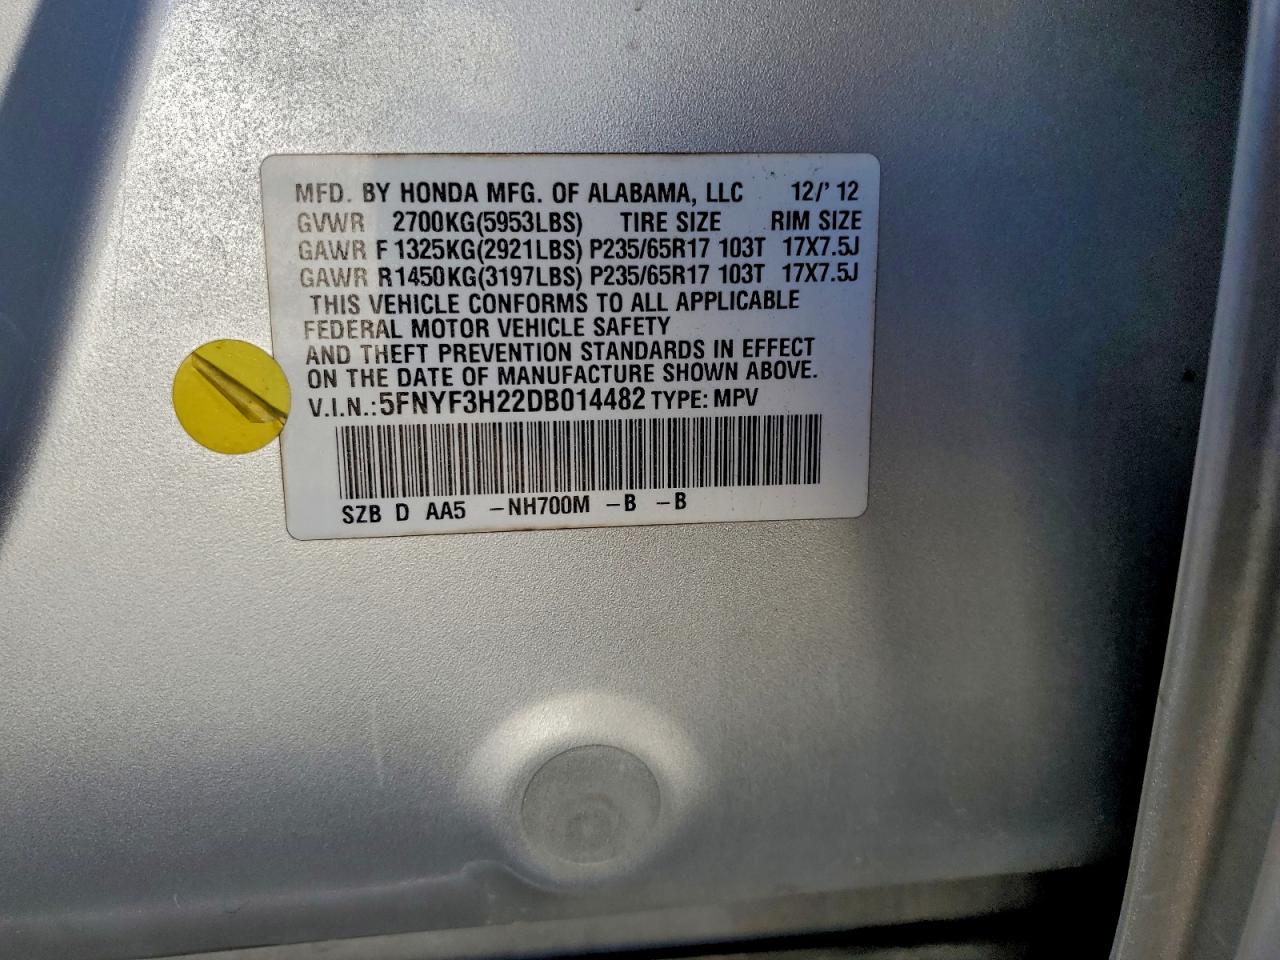 MFD. BY HONDA MFG. OF ALABAMA, LLC 12/'12
GVWR 2700KG(5953LBS) TIRE SIZE RIM SIZE
GAWR F 1325KG(2921LBS) P235/65R17 103T 17X7.5J
GAWR R1450KG(3197LBS) P235/65R17 103T 17X7.5J
THIS VEHICLE CONFORMS TO ALL APPLICABLE
FEDERAL MOTOR VEHICLE SAFETY
AND THEFT PREVENTION STANDARDS IN EFFECT
ON THE DATE OF MANUFACTURE SHOWN ABOVE.
V.I.N.:5FNYF3H22DB014482 TYPE: MPV
SZB D AA5 -NH700M -B -B